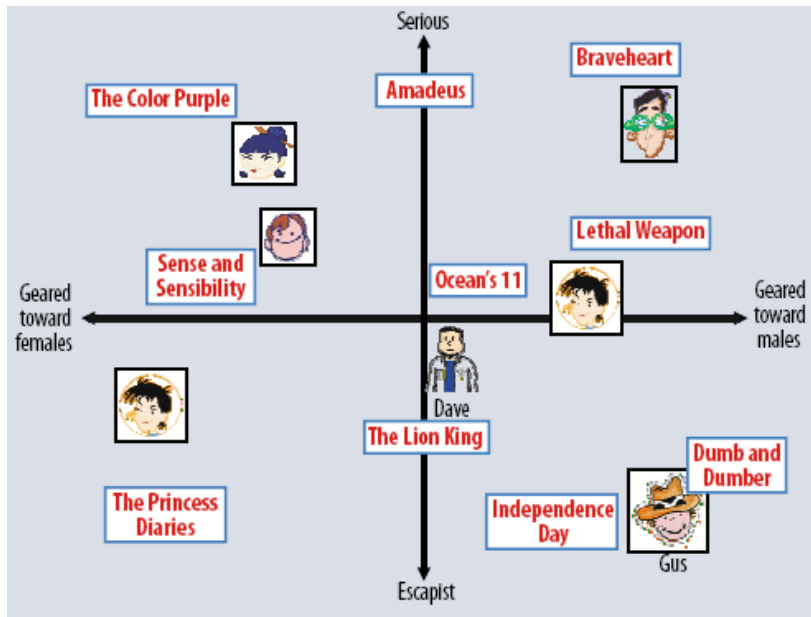 Serious
Braveheart
The Color Purple
Amadeus
Lethal Weapon
Sense and
Sensibility
Ocean's 11
Geared
toward
females
Geared
toward
males
Dave
The Lion King
Dumb and
Dumber
The Princess
Diaries
Independence
Day
Gus
Escapist